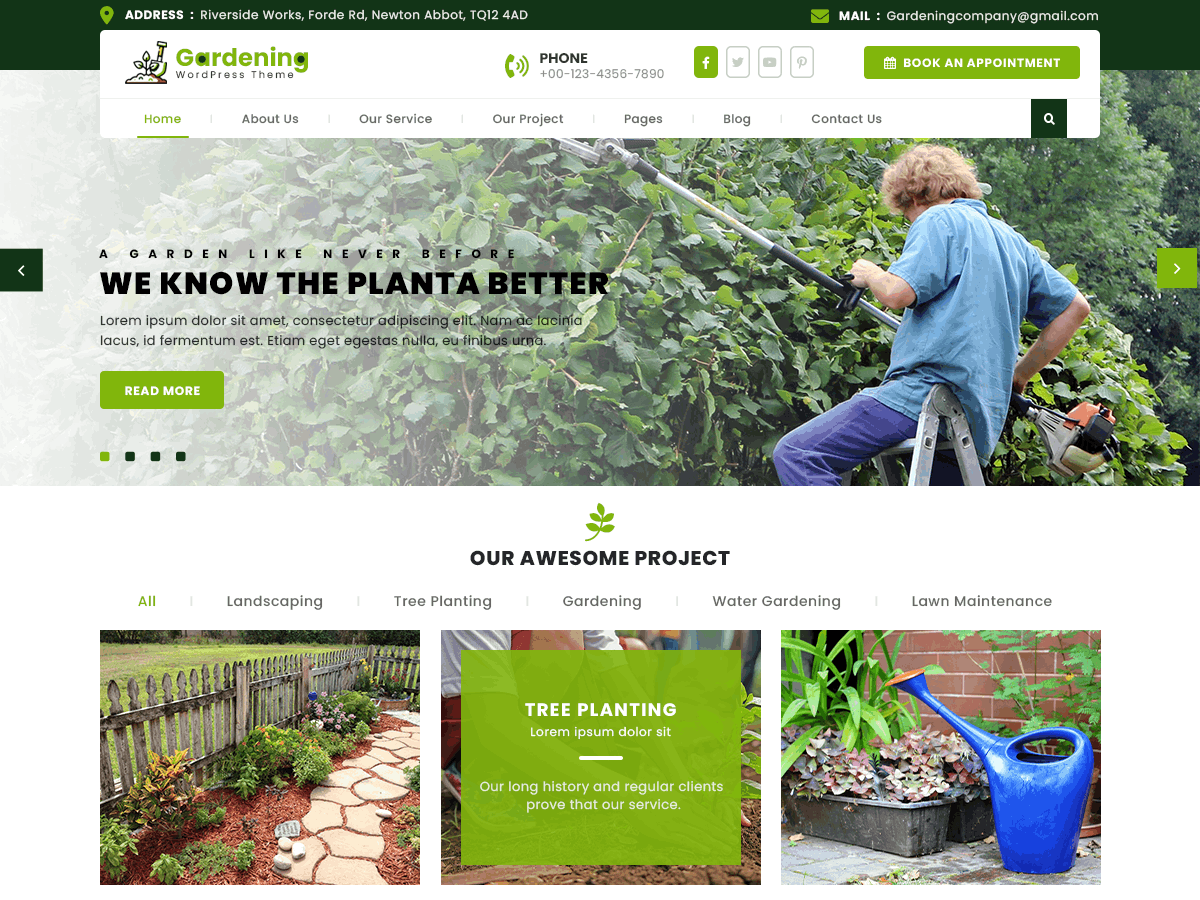 ADDRESS : Riverside Works, Forde Rd, Newton Abbot, TQ12 4AD
MAIL : Gardeningcompany@gmail.com
Gardening
WordPress Theme
PHONE
+00-123-4356-7890
BOOK AN APPOINTMENT
Home
About Us
Our Service
Our Project
Pages
Blog
Contact Us
A GARDEN LIKE NEVER BEFORE
WE KNOW THE PLANTA BETTER
Lorem ipsum dolor sit amet, consectetur adipiscing elit. Nam ac lacinia
lacus, id fermentum est. Etiam eget egestas nulla, eu finibus urna.
READ MORE
OUR AWESOME PROJECT
All
Landscaping
Tree Planting
Gardening
Water Gardening
Lawn Maintenance
TREE PLANTING
Lorem ipsum dolor sit
Our long history and regular clients
prove that our service.